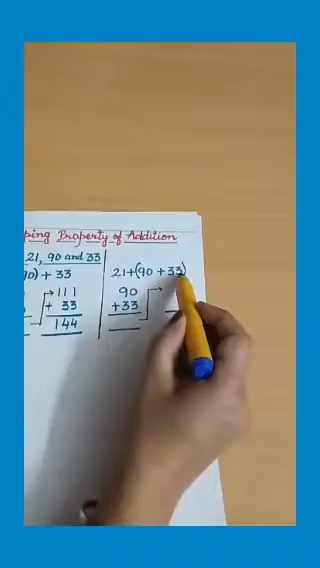 ping Property of Addition
21, 90 and 33
0) + 33
21+(90 + 33)
111
+ 33
144
90
+33